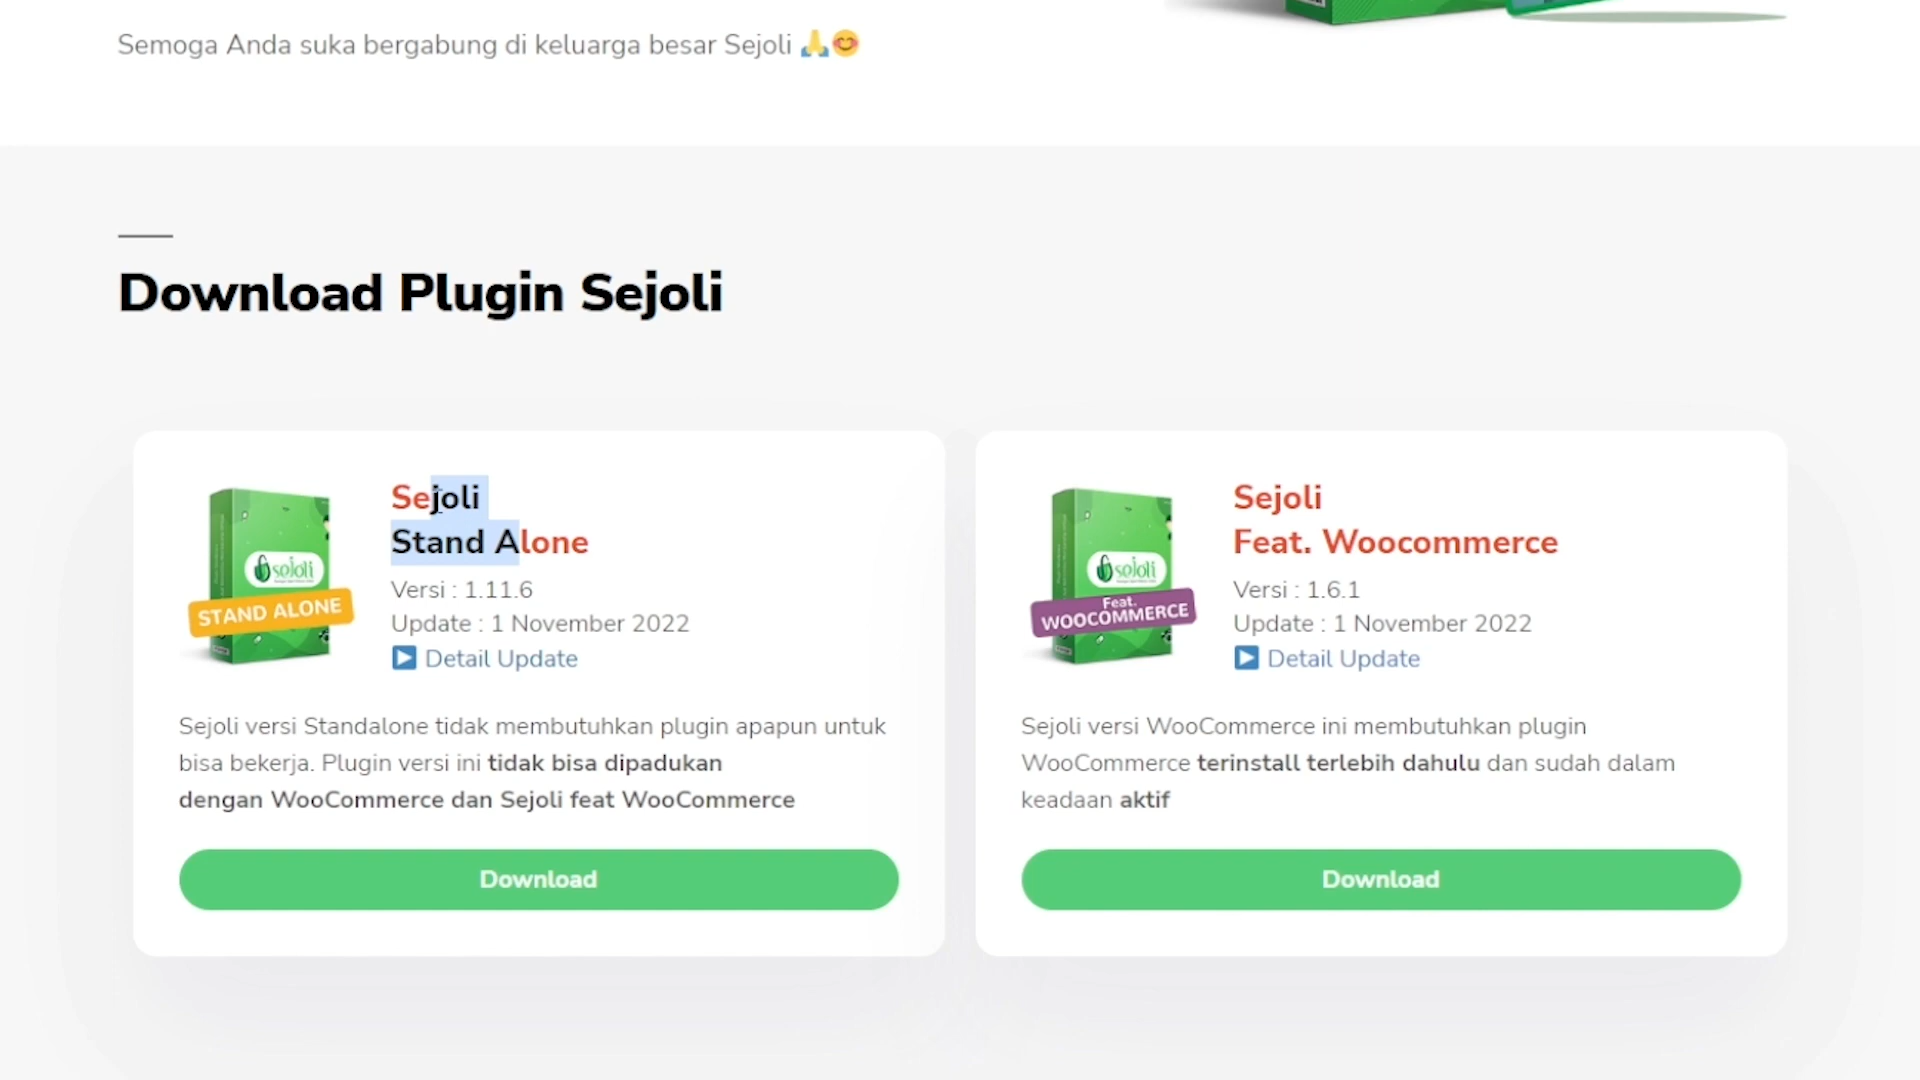 Semoga Anda suka bergabung di keluarga besar Sejoli 🙏😊
Download Plugin Sejoli
sejoli
STAND ALONE
Sejoli
Stand Alone
Versi : 1.11.6
Update : 1 November 2022
▶ Detail Update
Sejoli versi Standalone tidak membutuhkan plugin apapun untuk
bisa bekerja. Plugin versi ini tidak bisa dipadukan
dengan WooCommerce dan Sejoli feat WooCommerce
Download
sejoli
Feat.
WOOCOMMERCE
Sejoli
Feat. Woocommerce
Versi : 1.6.1
Update : 1 November 2022
▶ Detail Update
Sejoli versi WooCommerce ini membutuhkan plugin
WooCommerce terinstall terlebih dahulu dan sudah dalam
keadaan aktif
Download